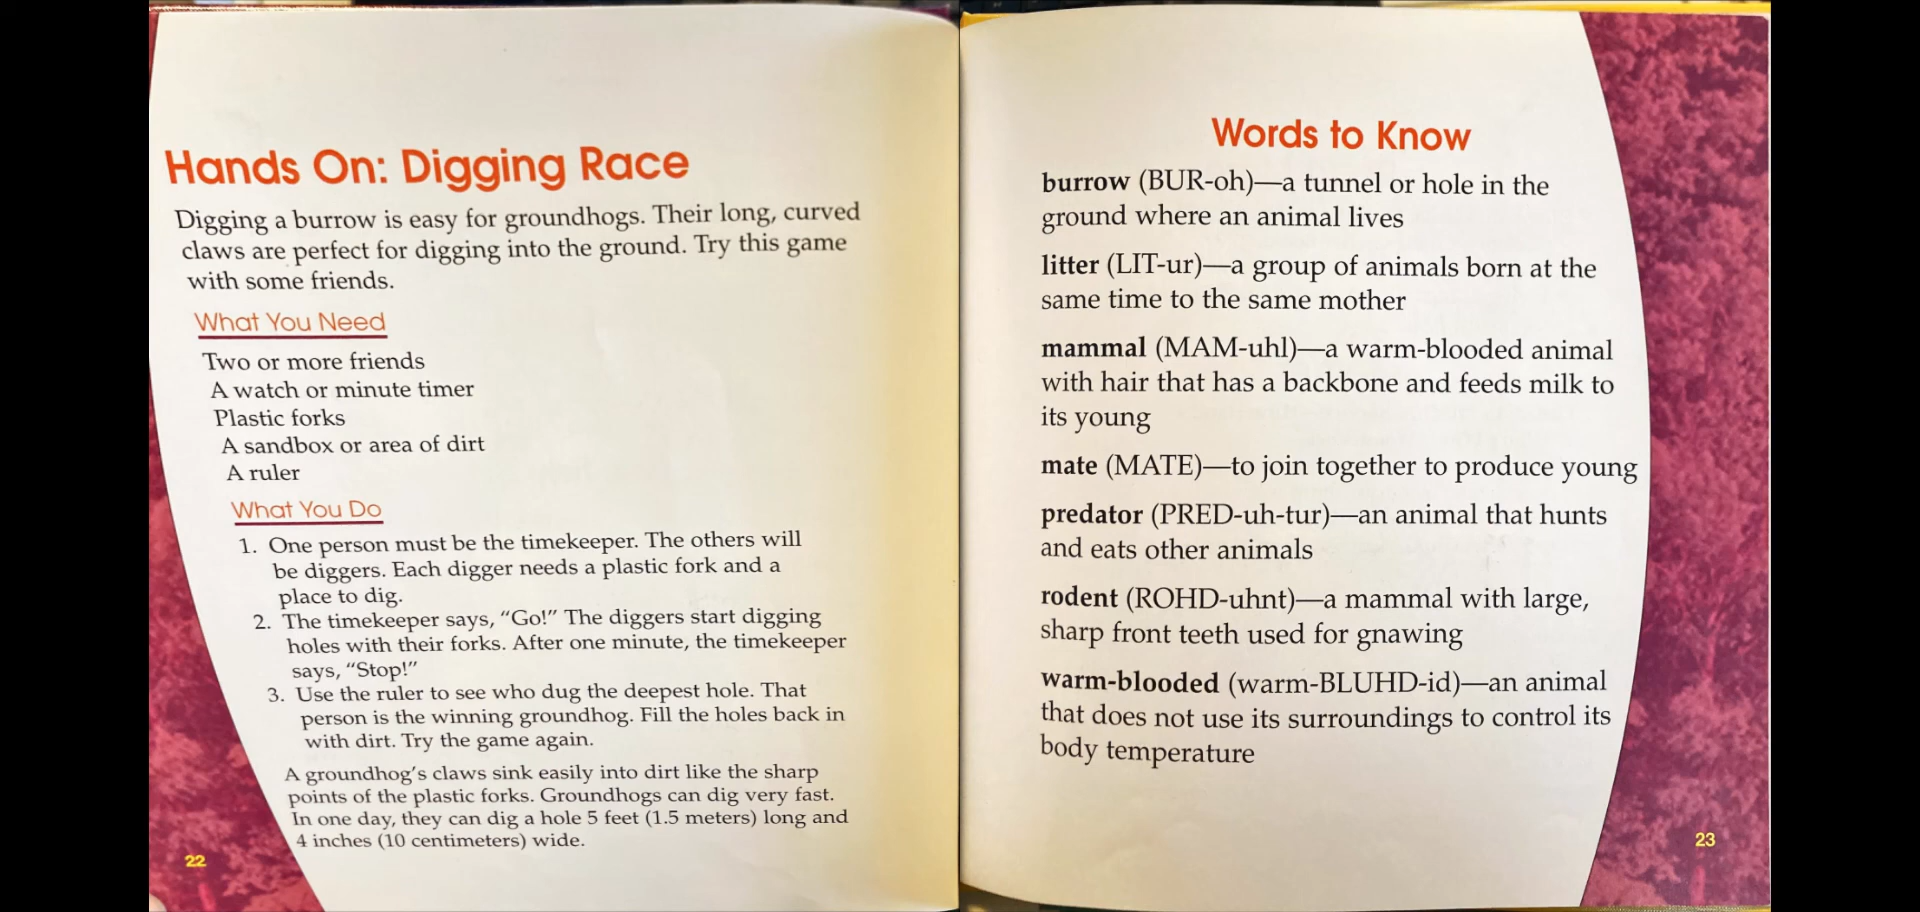 Hands On: Digging Race
Digging a burrow is easy for groundhogs. Their long, curved
claws are perfect for digging into the ground. Try this game
with some friends.
What You Need
Two or more friends
A watch or minute timer
Plastic forks
A sandbox or area of dirt
A ruler
What You Do
1. One person must be the timekeeper. The others will
be diggers. Each digger needs a plastic fork and a
place to dig.
2. The timekeeper says, “Go!” The diggers start digging
holes with their forks. After one minute, the timekeeper
says, “Stop!”
3. Use the ruler to see who dug the deepest hole. That
person is the winning groundhog. Fill the holes back in
with dirt. Try the game again.
A groundhog’s claws sink easily into dirt like the sharp
points of the plastic forks. Groundhogs can dig very fast.
In one day, they can dig a hole 5 feet (1.5 meters) long and
4 inches (10 centimeters) wide.
22
Words to Know
burrow (BUR-oh)—a tunnel or hole in the
ground where an animal lives
litter (LIT-ur)—a group of animals born at the
same time to the same mother
mammal (MAM-uhl)—a warm-blooded animal
with hair that has a backbone and feeds milk to
its young
mate (MATE)—to join together to produce young
predator (PRED-uh-tur)—an animal that hunts
and eats other animals
rodent (ROHD-uhnt)—a mammal with large,
sharp front teeth used for gnawing
warm-blooded (warm-BLUHD-id)—an animal
that does not use its surroundings to control its
body temperature
23